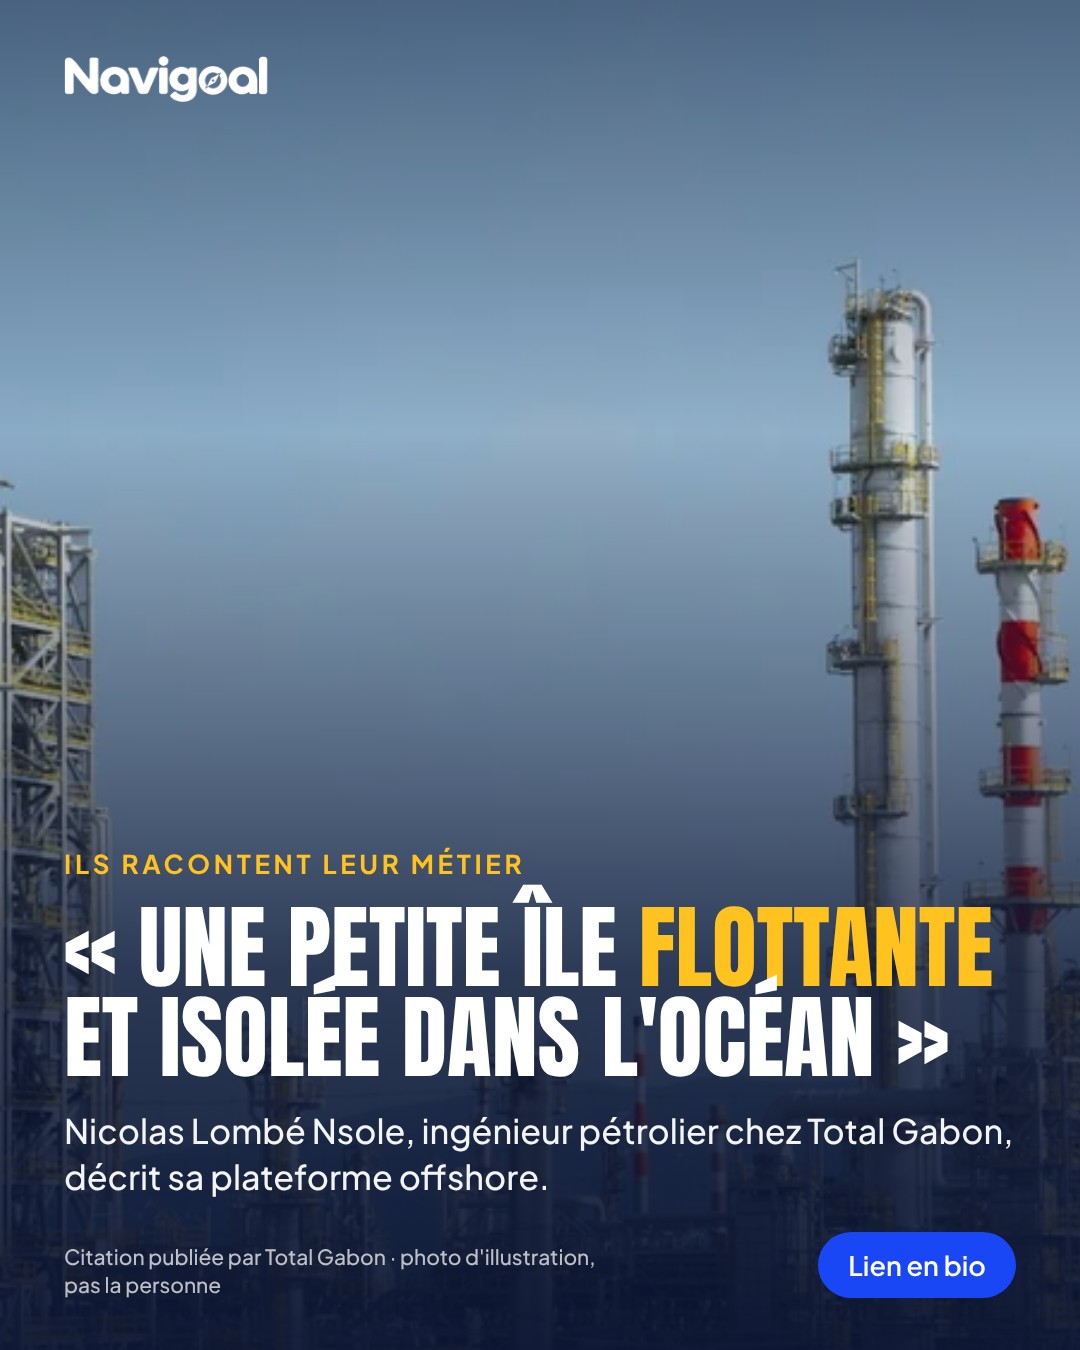 Navigoal
ILS RACONTENT LEUR MÉTIER
« UNE PETITE ÎLE FLOTTANTE
ET ISOLÉE DANS L'OCÉAN »
Nicolas Lombé Nsole, ingénieur pétrolier chez Total Gabon,
décrit sa plateforme offshore.
Citation publiée par Total Gabon · photo d'illustration,
pas la personne
Lien en bio